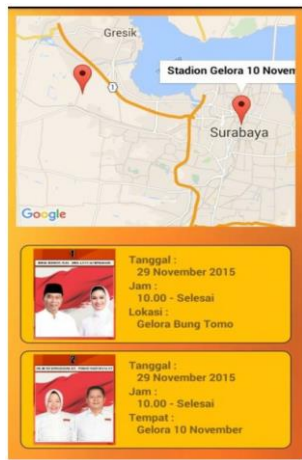 Gresik
Stadion Gelora 10 Novem
1
Surabaya
Google
Tanggal :
29 November 2015
Jam :
10.00 - Selesai
Lokasi :
Gelora Bung Tomo
Tanggal :
29 November 2015
Jam :
10.00 - Selesai
Tempat :
Gelora 10 November